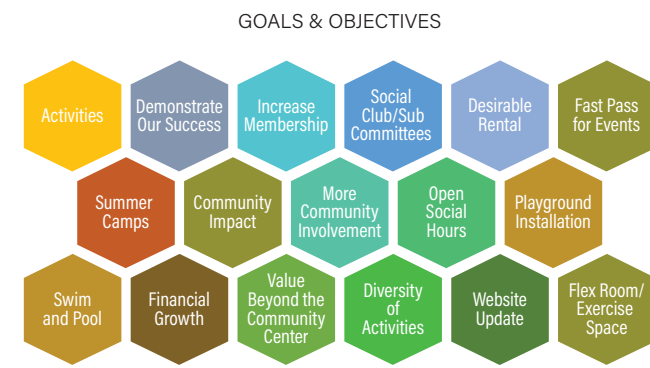 GOALS & OBJECTIVES
Activities
Demonstrate
Our Success
Increase
Membership
Social
Club/Sub
Committees
Desirable
Rental
Fast Pass
for Events
Summer
Camps
Community
Impact
More
Community
Involvement
Open
Social
Hours
Playground
Installation
Swim
and Pool
Financial
Growth
Value
Beyond the
Community
Center
Diversity
of
Activities
Website
Update
Flex Room/
Exercise
Space